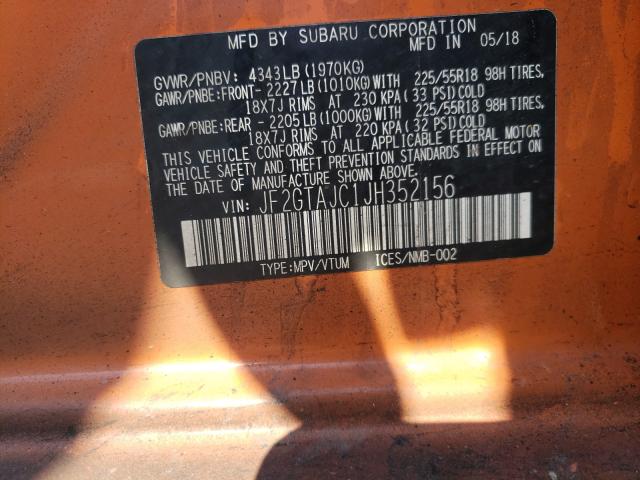 MFD BY SUBARU CORPORATION
MFD IN 05/18
GVWR/PNBV: 4343LB(1970KG)
GAWR/PNBE:FRONT-2227LB(1010KG)WITH 225/55R18 98H TIRES,
18X7J RIMS AT 230 KPA(33 PSI)COLD
GAWR/PNBE:REAR -2205LB(1000KG)WITH 225/55R18 98H TIRES,
18X7J RIMS AT 220 KPA(32 PSI)COLD
THIS VEHICLE CONFORMS TO ALL APPLICABLE FEDERAL MOTOR
VEHICLE SAFETY AND THEFT PREVENTION STANDARDS IN EFFECT ON
THE DATE OF MANUFACTURE SHOWN ABOVE.
VIN: JF2GTAJC1JH352156
TYPE:MPV/VTUM ICES/NMB-002